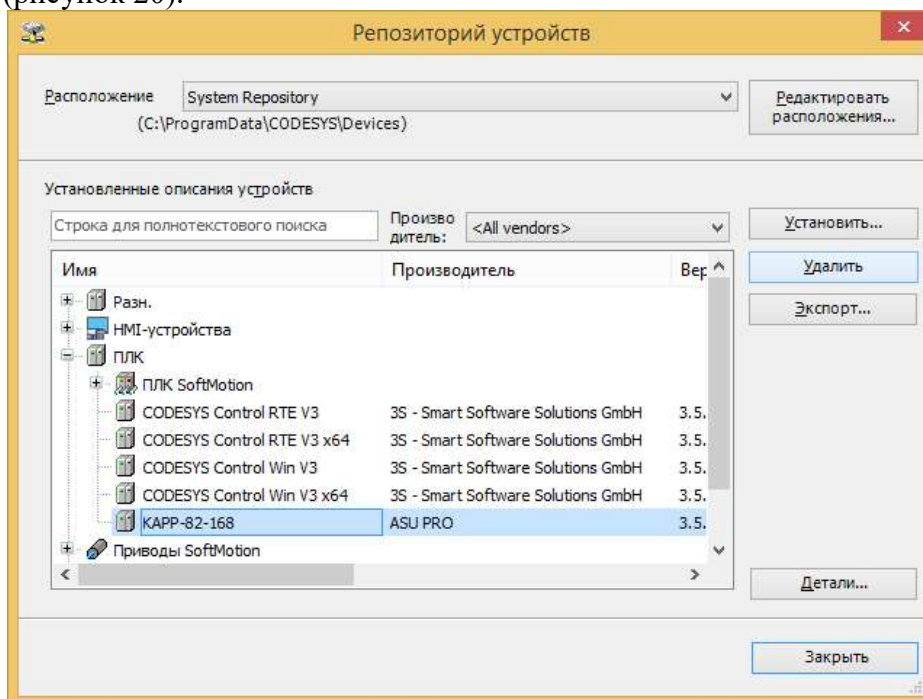 (рисунок 20).
Репозиторий устройств
Расположение System Repository Редактировать
(C:\ProgramData\CODESYS\Devices) расположения...
Установленные описания устройств
Строка для полнотекстового поиска Произво <All vendors> Установить...
дитель:
Имя Производитель Вер Удалить
Разн. Экспорт...
HMI-устройства
ПЛК
ПЛК SoftMotion
CODESYS Control RTE V3 3S - Smart Software Solutions GmbH 3.5.
CODESYS Control RTE V3 x64 3S - Smart Software Solutions GmbH 3.5.
CODESYS Control Win V3 3S - Smart Software Solutions GmbH 3.5.
CODESYS Control Win V3 x64 3S - Smart Software Solutions GmbH 3.5.
KAPP-82-168 ASU PRO 3.5.
Приводы SoftMotion
Детали...
Закрыть